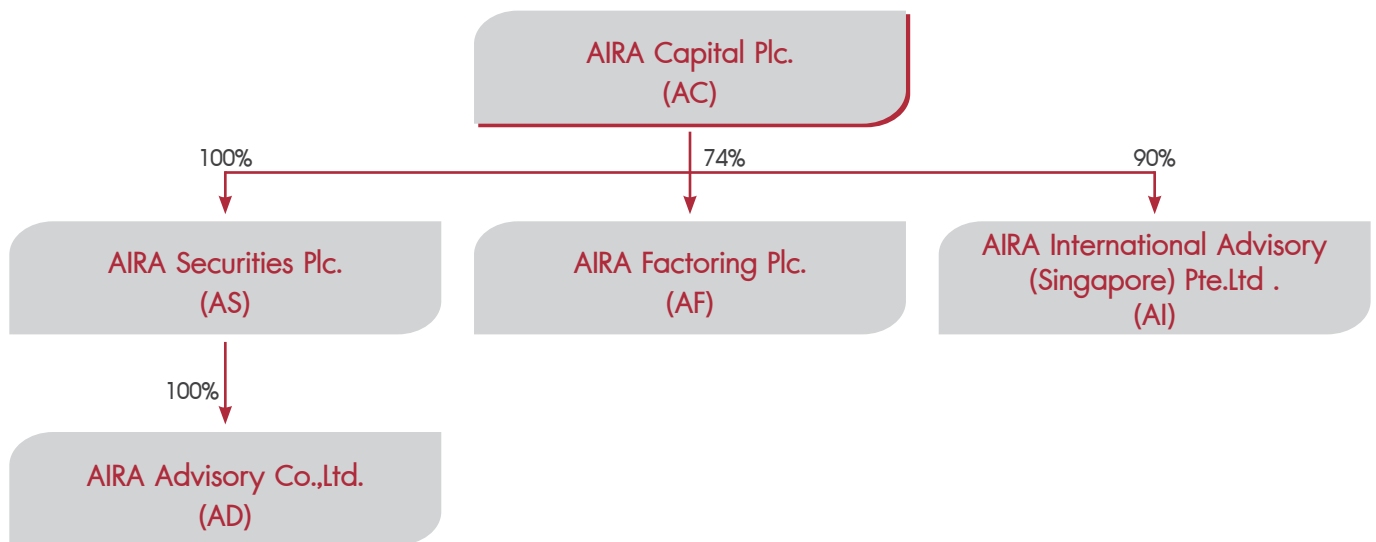 AIRA Capital Plc.
(AC)
100%
74%
90%
AIRA Securities Plc.
(AS)
AIRA Factoring Plc.
(AF)
AIRA International Advisory
(Singapore) Pte.Ltd .
(AI)
100%
AIRA Advisory Co.,Ltd.
(AD)